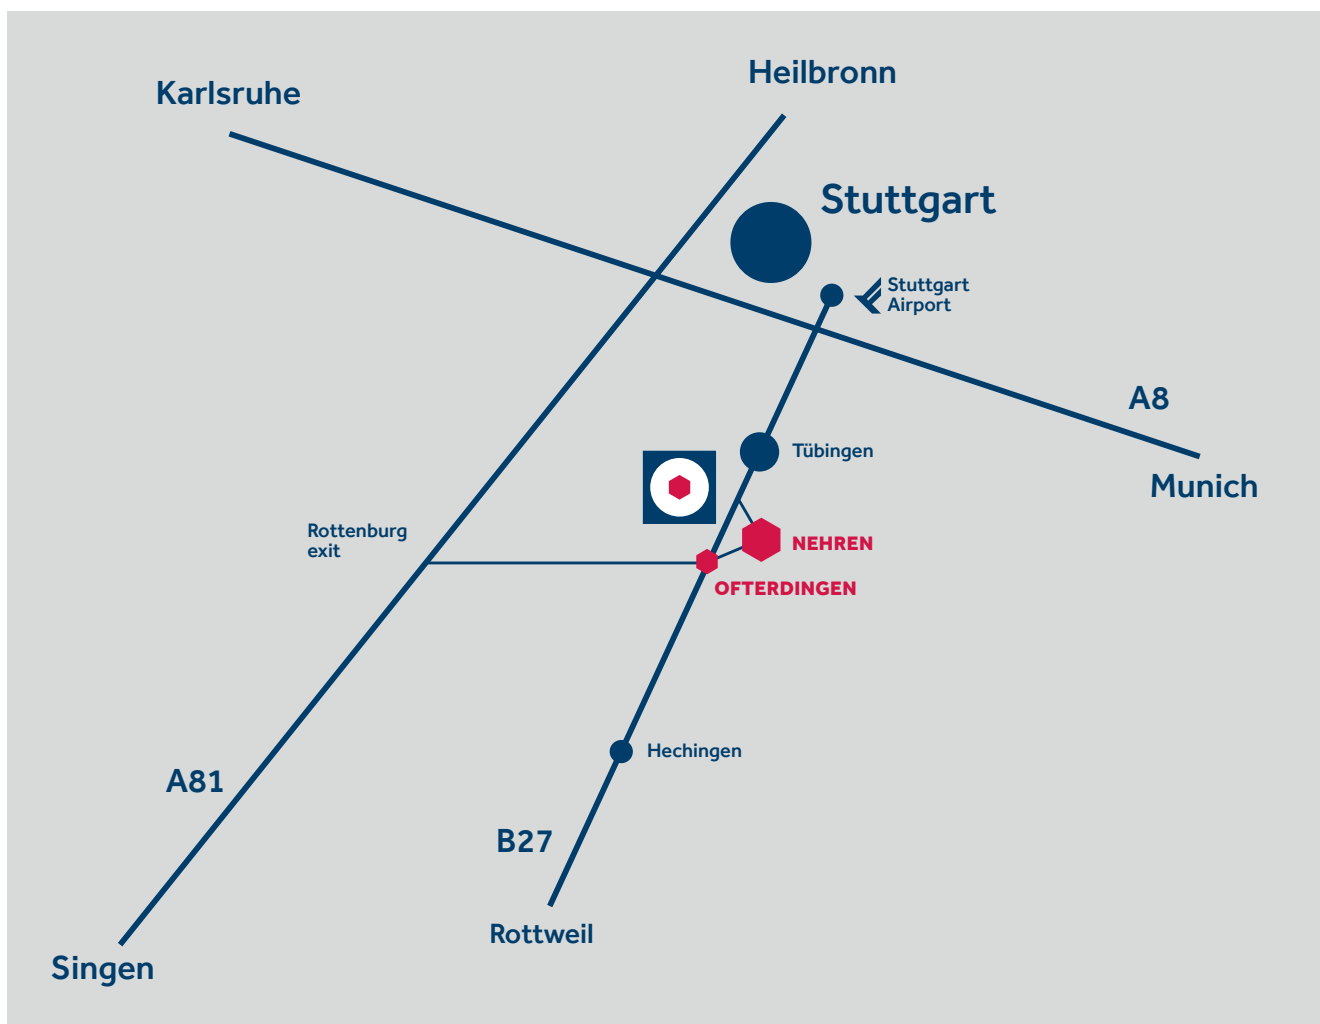 Heilbronn
Karlsruhe
Stuttgart
Stuttgart
Airport
A8
Tübingen
Munich
Rottenburg
exit
NEHREN
OFTERDINGEN
Hechingen
A81
B27
Rottweil
Singen